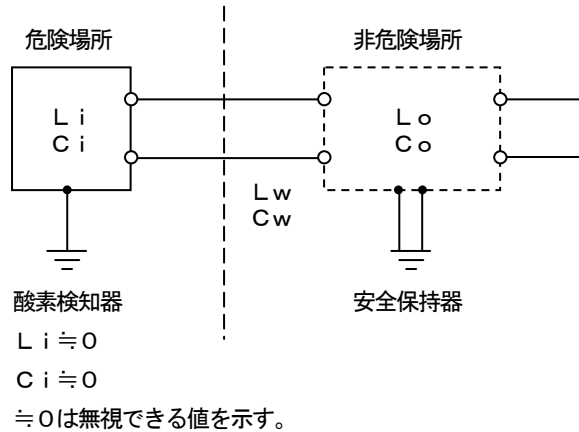 危険場所
非危険場所
Ｌｉ
Ｃｉ
Ｌｏ
Ｃｏ
Ｌｗ
Ｃｗ
酸素検知器
安全保持器
Ｌｉ≒０
Ｃｉ≒０
≒０は無視できる値を示す。